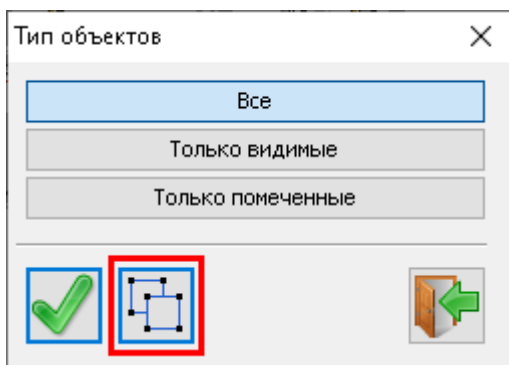 Тип объектов
Все
Только видимые
Только помеченные